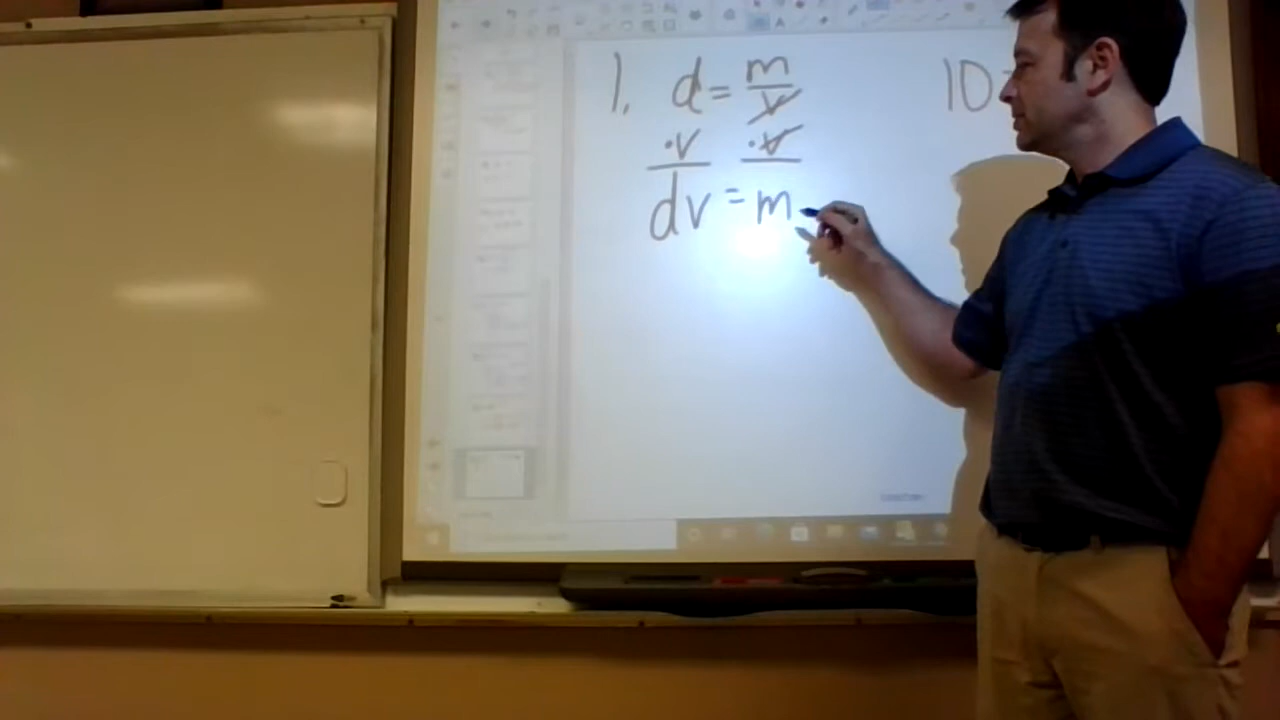 1. d = m/v
·v ·v
dv = m
10